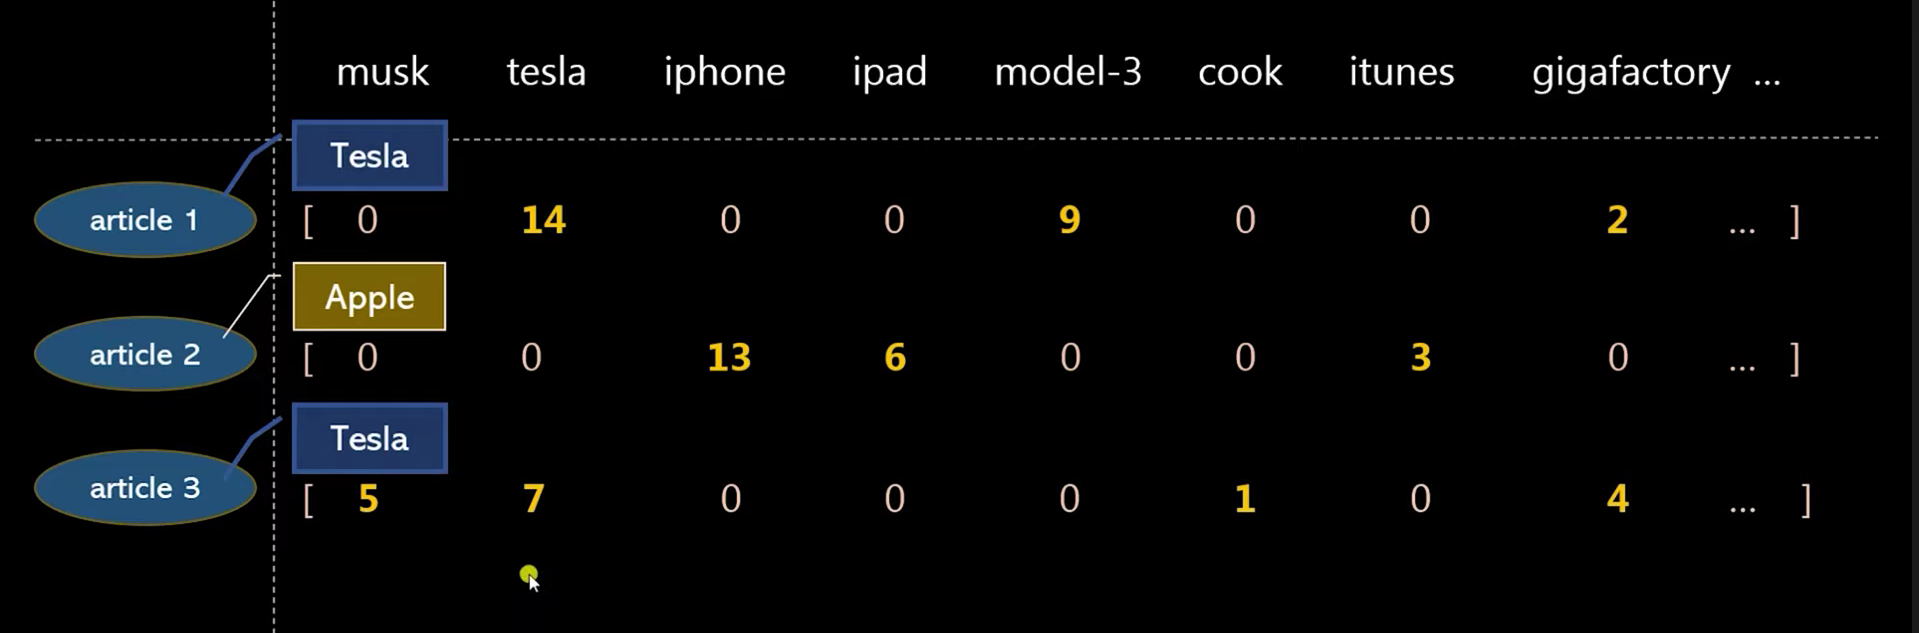 musk tesla iphone ipad model-3 cook itunes gigafactory ...
Tesla
article 1 [ 0 14 0 0 9 0 0 2 ... ]
Apple
article 2 [ 0 0 13 6 0 0 3 0 ... ]
Tesla
article 3 [ 5 7 0 0 0 1 0 4 ... ]